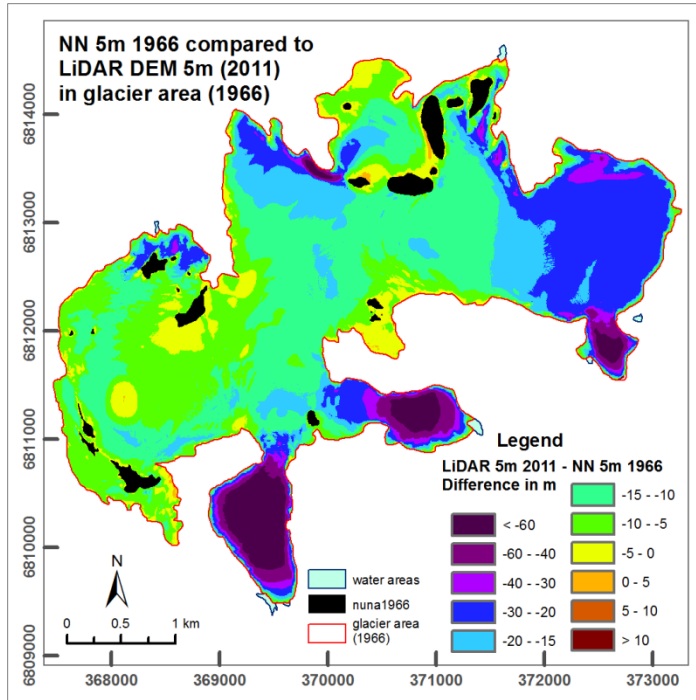 NN 5m 1966 compared to
LiDAR DEM 5m (2011)
in glacier area (1966)
6814000
6813000
6812000
6811000
6810000
6809000
Legend
LiDAR 5m 2011 - NN 5m 1966
Difference in m
< -60
-60 - -40
-40 - -30
-30 - -20
-20 - -15
-15 - -10
-10 - -5
-5 - 0
0 - 5
5 - 10
> 10
water areas
nuna1966
glacier area
(1966)
N
0 0.5 1 km
368000 369000 370000 371000 372000 373000